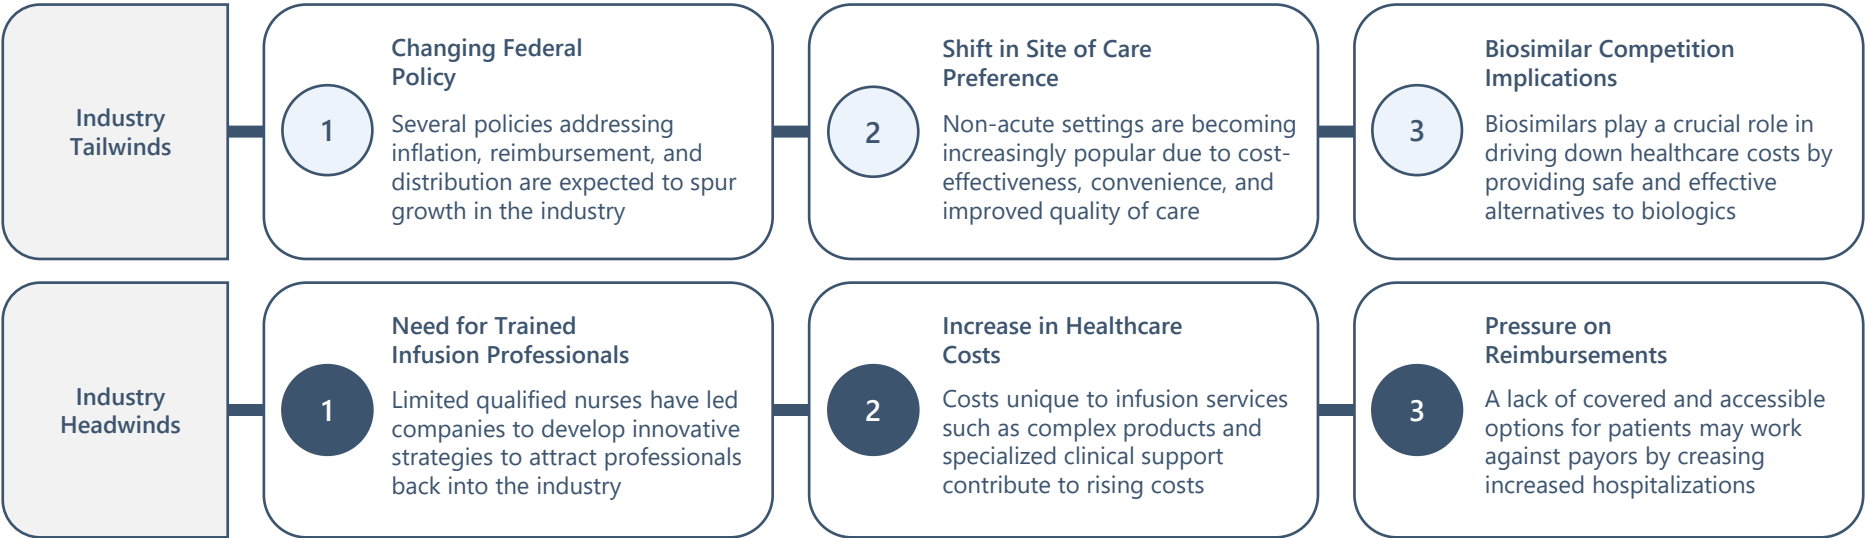 Industry
Tailwinds
1
Changing Federal
Policy
Several policies addressing
inflation, reimbursement, and
distribution are expected to spur
growth in the industry
2
Shift in Site of Care
Preference
Non-acute settings are becoming
increasingly popular due to cost-
effectiveness, convenience, and
improved quality of care
3
Biosimilar Competition
Implications
Biosimilars play a crucial role in
driving down healthcare costs by
providing safe and effective
alternatives to biologics
Industry
Headwinds
1
Need for Trained
Infusion Professionals
Limited qualified nurses have led
companies to develop innovative
strategies to attract professionals
back into the industry
2
Increase in Healthcare
Costs
Costs unique to infusion services
such as complex products and
specialized clinical support
contribute to rising costs
3
Pressure on
Reimbursements
A lack of covered and accessible
options for patients may work
against payors by creasing
increased hospitalizations